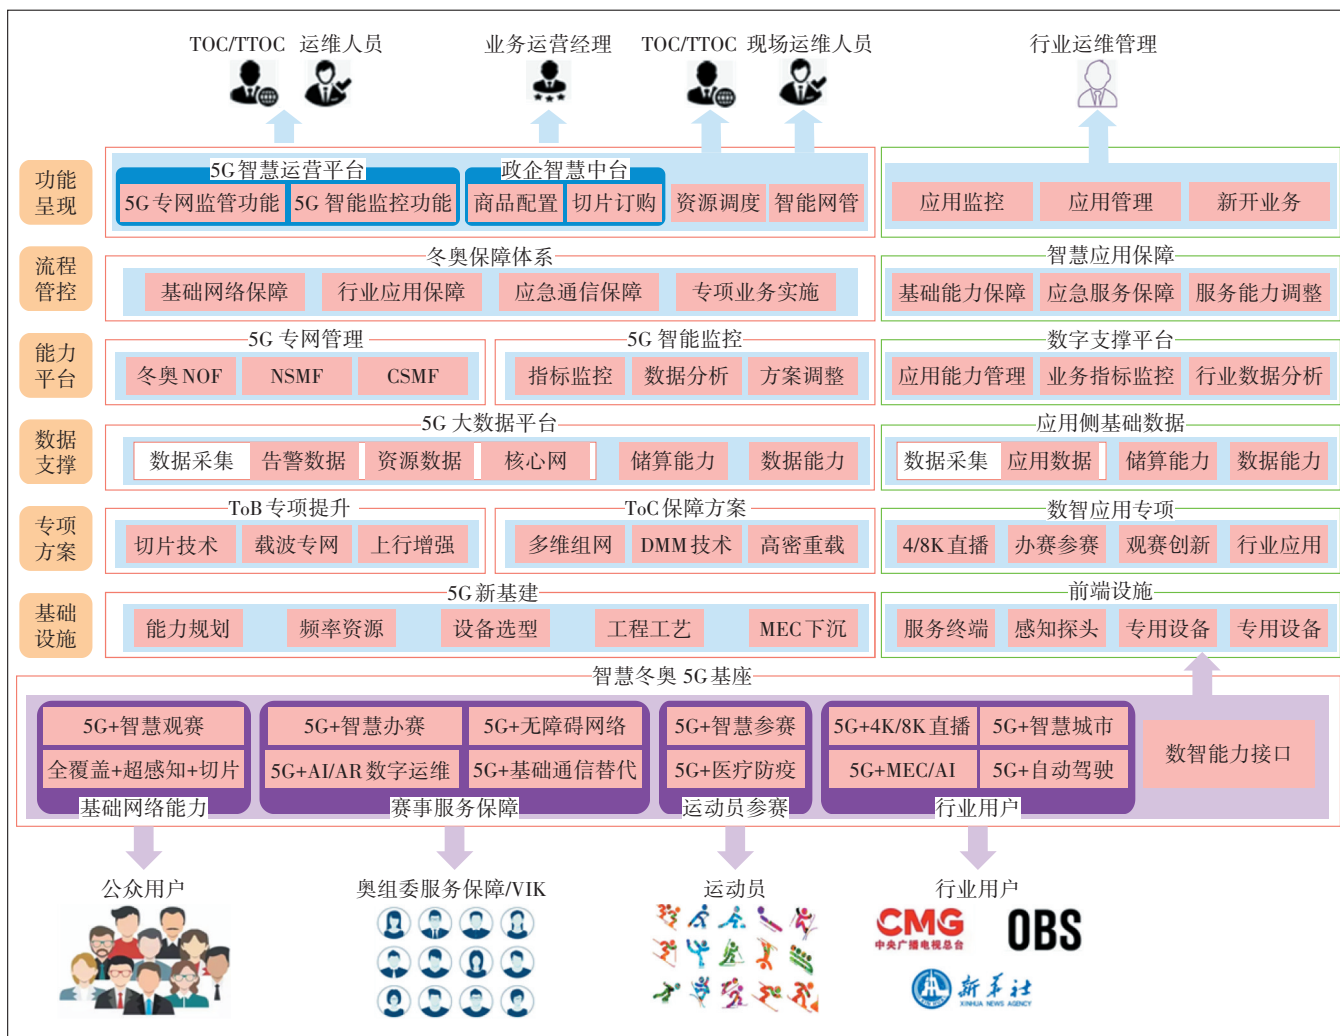 TOC/TTOC 运维人员
业务运营经理
TOC/TTOC 现场运维人员
行业运维管理
功能
呈现
5G 智慧运营平台
5G 专网监管功能
5G 智能监控功能
政企智慧中台
商品配置
切片订购
资源调度
智能网管
应用监控
应用管理
新开业务
流程
管控
冬奥保障体系
基础网络保障
行业应用保障
应急通信保障
专项业务实施
智慧应用保障
基础能力保障
应急服务保障
服务能力调整
能力
平台
5G 专网管理
冬奥 NOF
NSMF
CSMF
5G 智能监控
指标监控
数据分析
方案调整
数字支撑平台
应用能力管理
业务指标监控
行业数据分析
数据
支撑
5G 大数据平台
数据采集
告警数据
资源数据
核心网
储算能力
数据能力
应用侧基础数据
数据采集
应用数据
储算能力
数据能力
专项
方案
ToB 专项提升
切片技术
载波专网
上行增强
ToC 保障方案
多维组网
DMM 技术
高密重载
数智应用专项
4/8K 直播
办赛参赛
观赛创新
行业应用
基础
设施
5G 新基建
能力规划
频率资源
设备选型
工程工艺
MEC 下沉
前端设施
服务终端
感知探头
专用设备
专用设备
智慧冬奥 5G 基座
5G+智慧观赛
全覆盖+超感知+切片
基础网络能力
5G+智慧办赛
5G+无障碍网络
5G+AI/AR 数字运维
5G+基础通信替代
赛事服务保障
5G+智慧参赛
5G+医疗防疫
运动员参赛
5G+4K/8K 直播
5G+智慧城市
5G+MEC/AI
5G+自动驾驶
行业用户
数智能力接口
公众用户
奥组委服务保障/VIK
运动员
行业用户
CMG
中央广播电视总台
OBS
新华社
XINHUA NEWS AGENCY